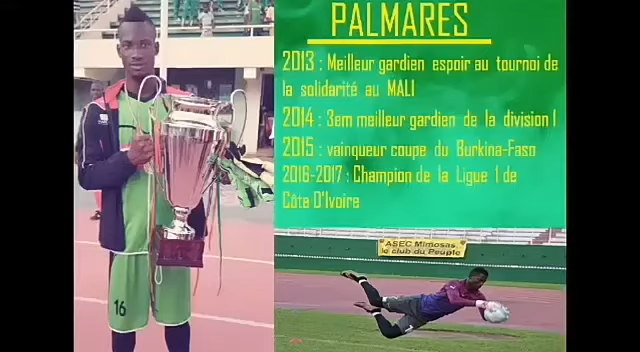 PALMARES
2013 : Meilleur gardien espoir au tournoi de
la solidarité au MALI
2014 : 3em meilleur gardien de la division I
2015 : vainqueur coupe du Burkina-Faso
2016-2017 : Champion de la Ligue 1 de
Côte D'Ivoire
ASEC Mimosas
le club du Peuple
16